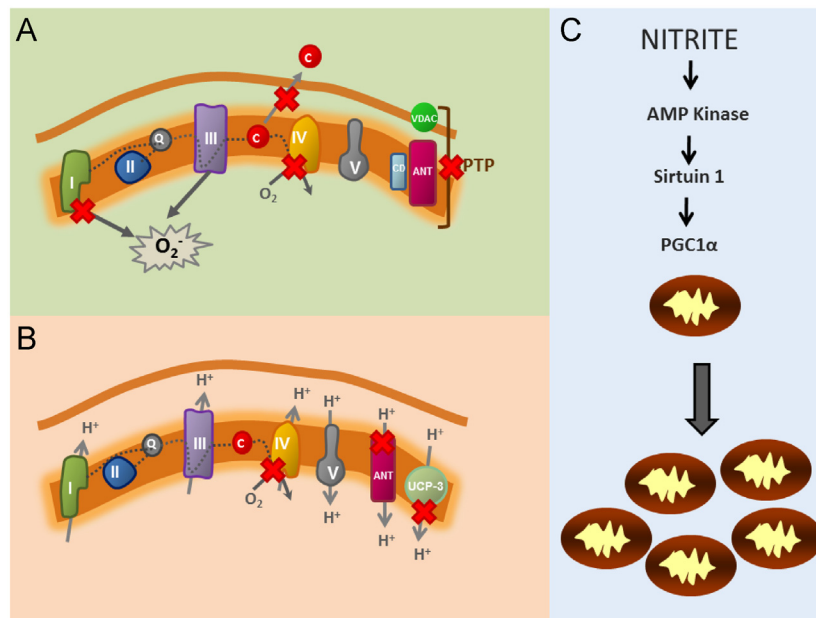 A
c
VDAC
Q
III
c
IV
I
II
V
CD
ANT
PTP
O₂
O₂⁻
B
H⁺
H⁺
H⁺
H⁺
H⁺
H⁺
Q
III
c
IV
I
II
V
ANT
UCP-3
O₂
H⁺
H⁺
H⁺
C
NITRITE
AMP Kinase
Sirtuin 1
PGC1α